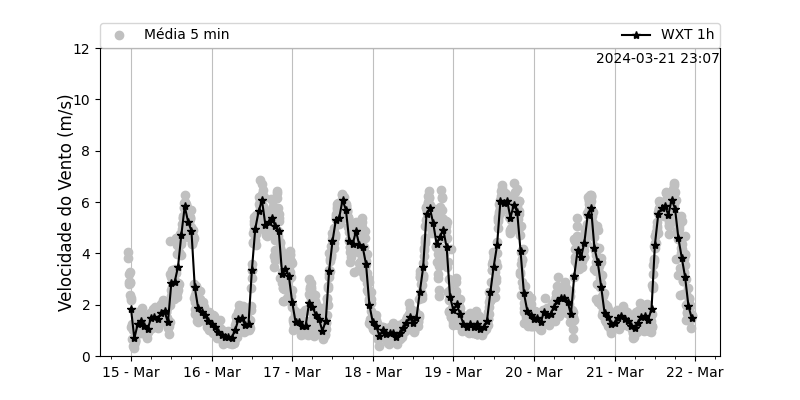 Média 5 min
WXT 1h
2024-03-21 23:07
Velocidade do Vento (m/s)
12
10
8
6
4
2
0
15 - Mar
16 - Mar
17 - Mar
18 - Mar
19 - Mar
20 - Mar
21 - Mar
22 - Mar